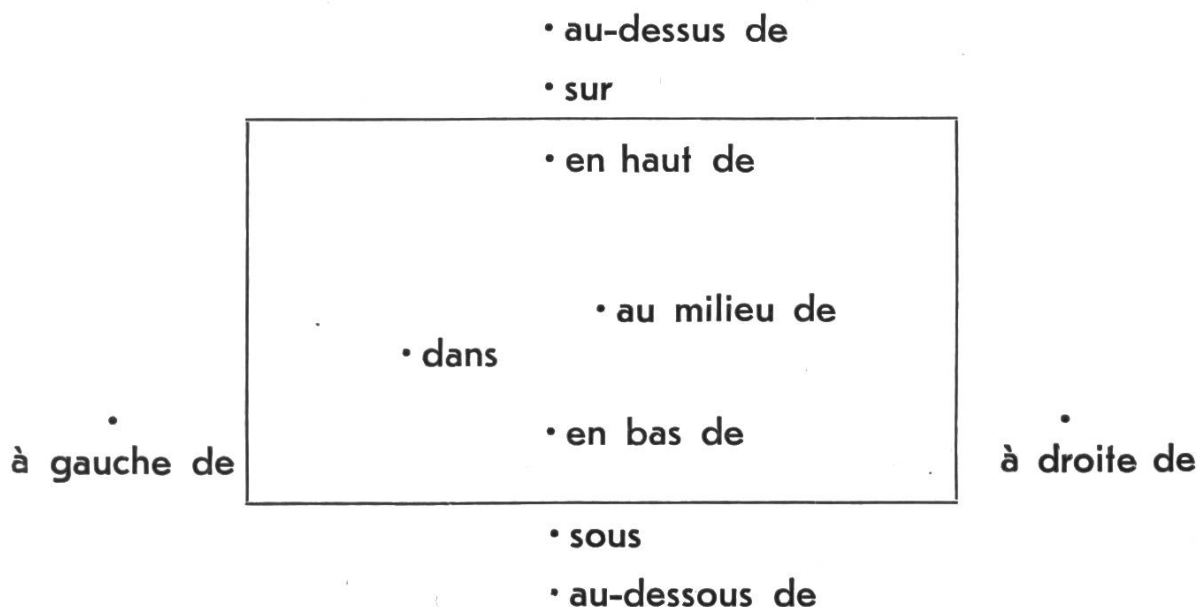 • au-dessus de
• sur
• en haut de
• au milieu de
• dans
• en bas de
• à gauche de
• à droite de
• sous
• au-dessous de